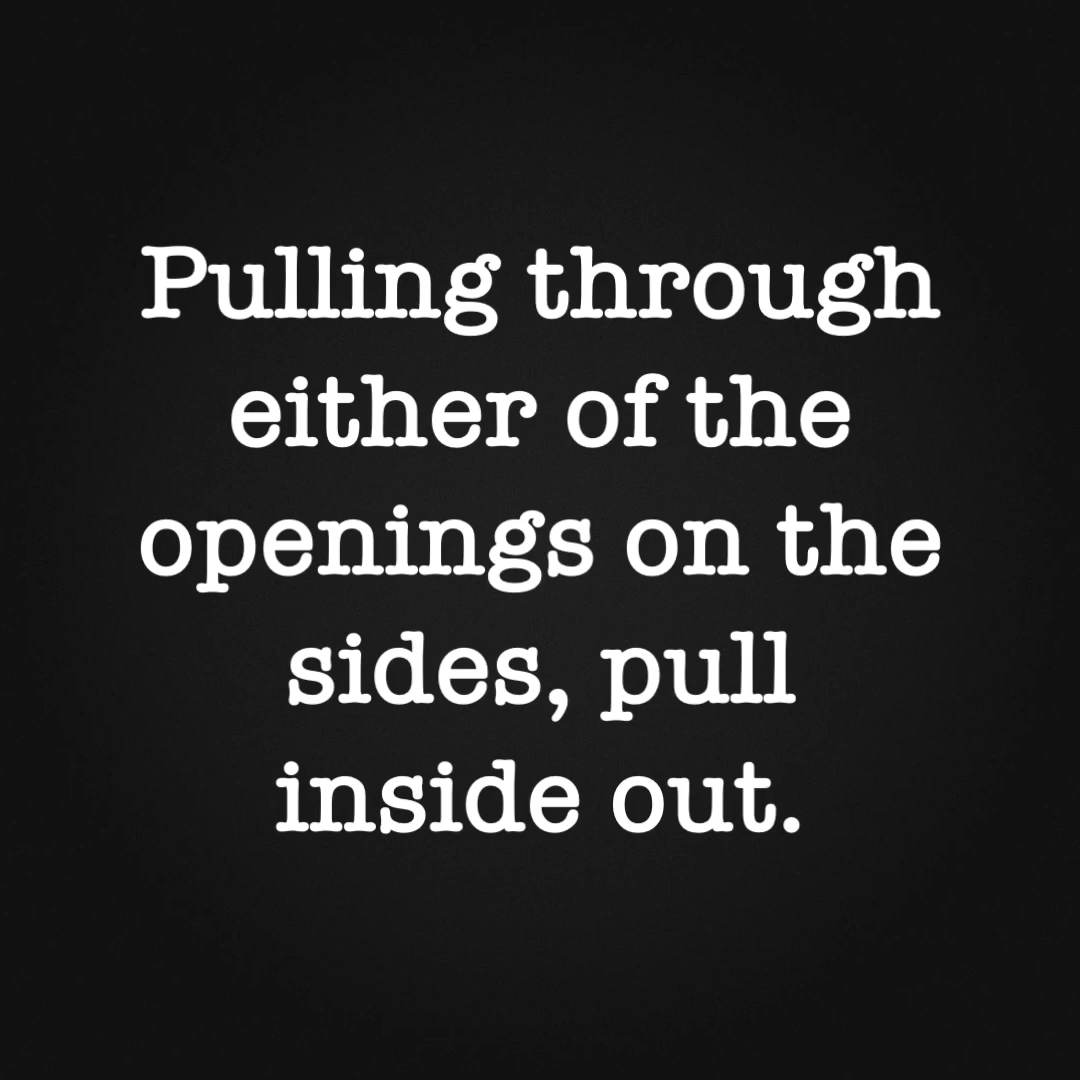 Pulling through
either of the
openings on the
sides, pull
inside out.